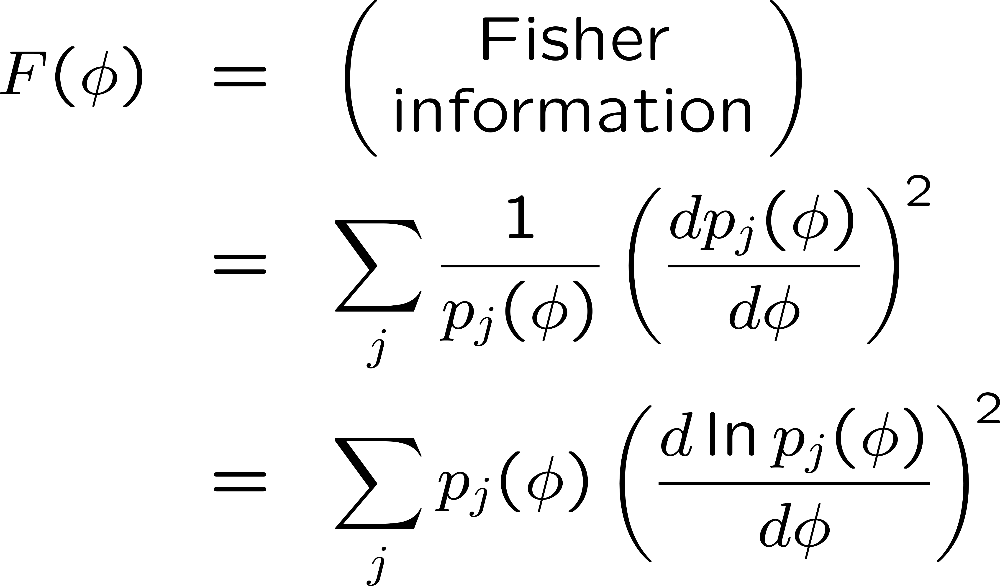 F(ϕ) = ( Fisher
information )
= ∑_j 1/p_j(ϕ) (dp_j(ϕ)/dϕ)^2
= ∑_j p_j(ϕ) (d ln p_j(ϕ)/dϕ)^2